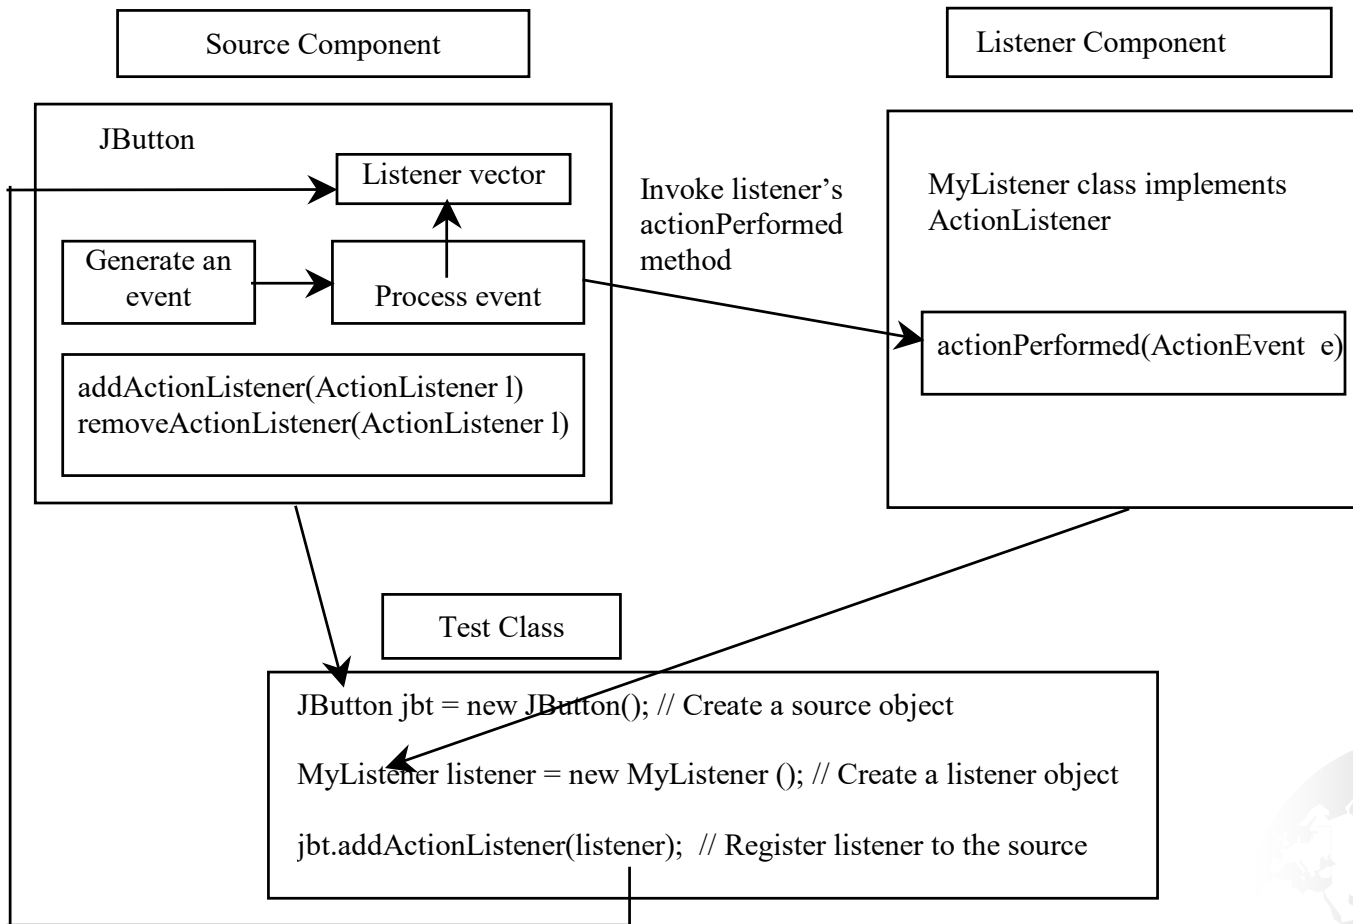 Source Component
Listener Component
JButton
Listener vector
Generate an
event
Process event
addActionListener(ActionListener l)
removeActionListener(ActionListener l)
Invoke listener’s
actionPerformed
method
MyListener class implements
ActionListener
actionPerformed(ActionEvent e)
Test Class
JButton jbt = new JButton(); // Create a source object
MyListener listener = new MyListener (); // Create a listener object
jbt.addActionListener(listener); // Register listener to the source